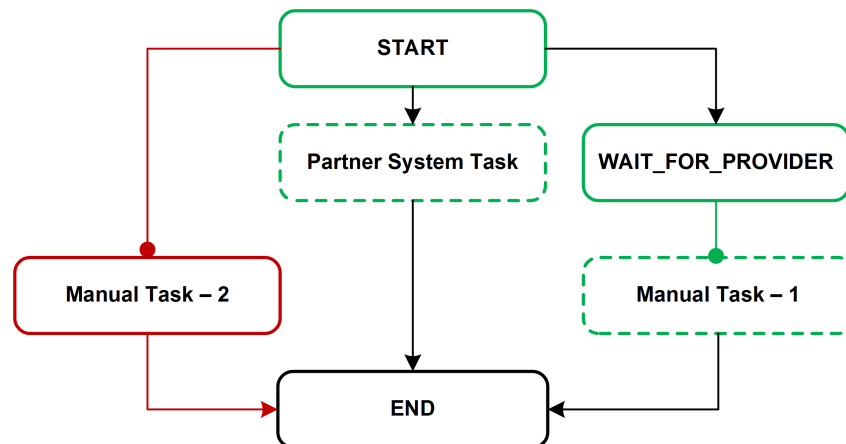 START
Partner System Task
WAIT_FOR_PROVIDER
Manual Task – 2
Manual Task – 1
END